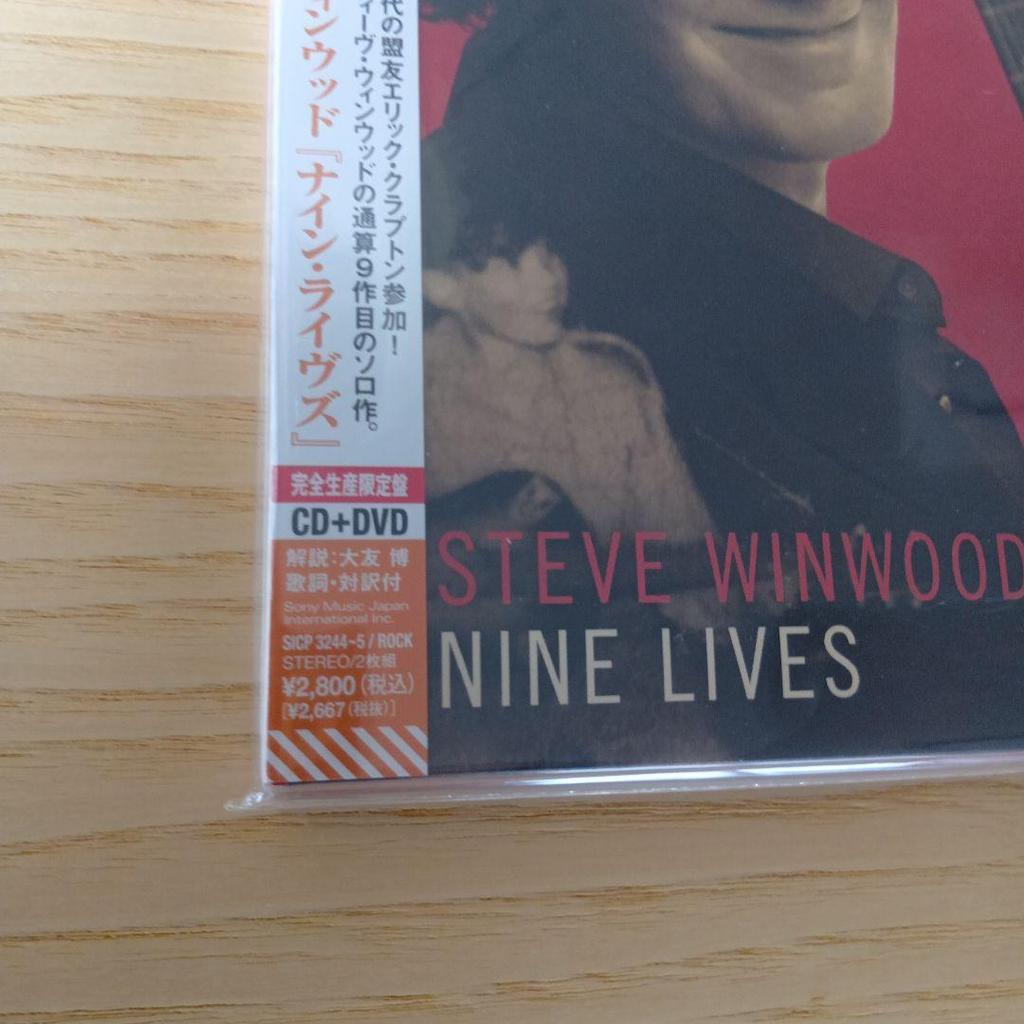 代の盟友エリック・クラプトン参加！
ィーヴ・ウィンウッドの通算9作目のソロ作。
ィンウッド『ナイン・ライヴズ』
完全生産限定盤
CD+DVD
解説：大友 博
歌詞・対訳付
Sony Music Japan
International Inc.
SICP 3244~5 / ROCK
STEREO/2枚組
¥2,800（税込）
[¥2,667（税抜）]
STEVE WINWOOD
NINE LIVES